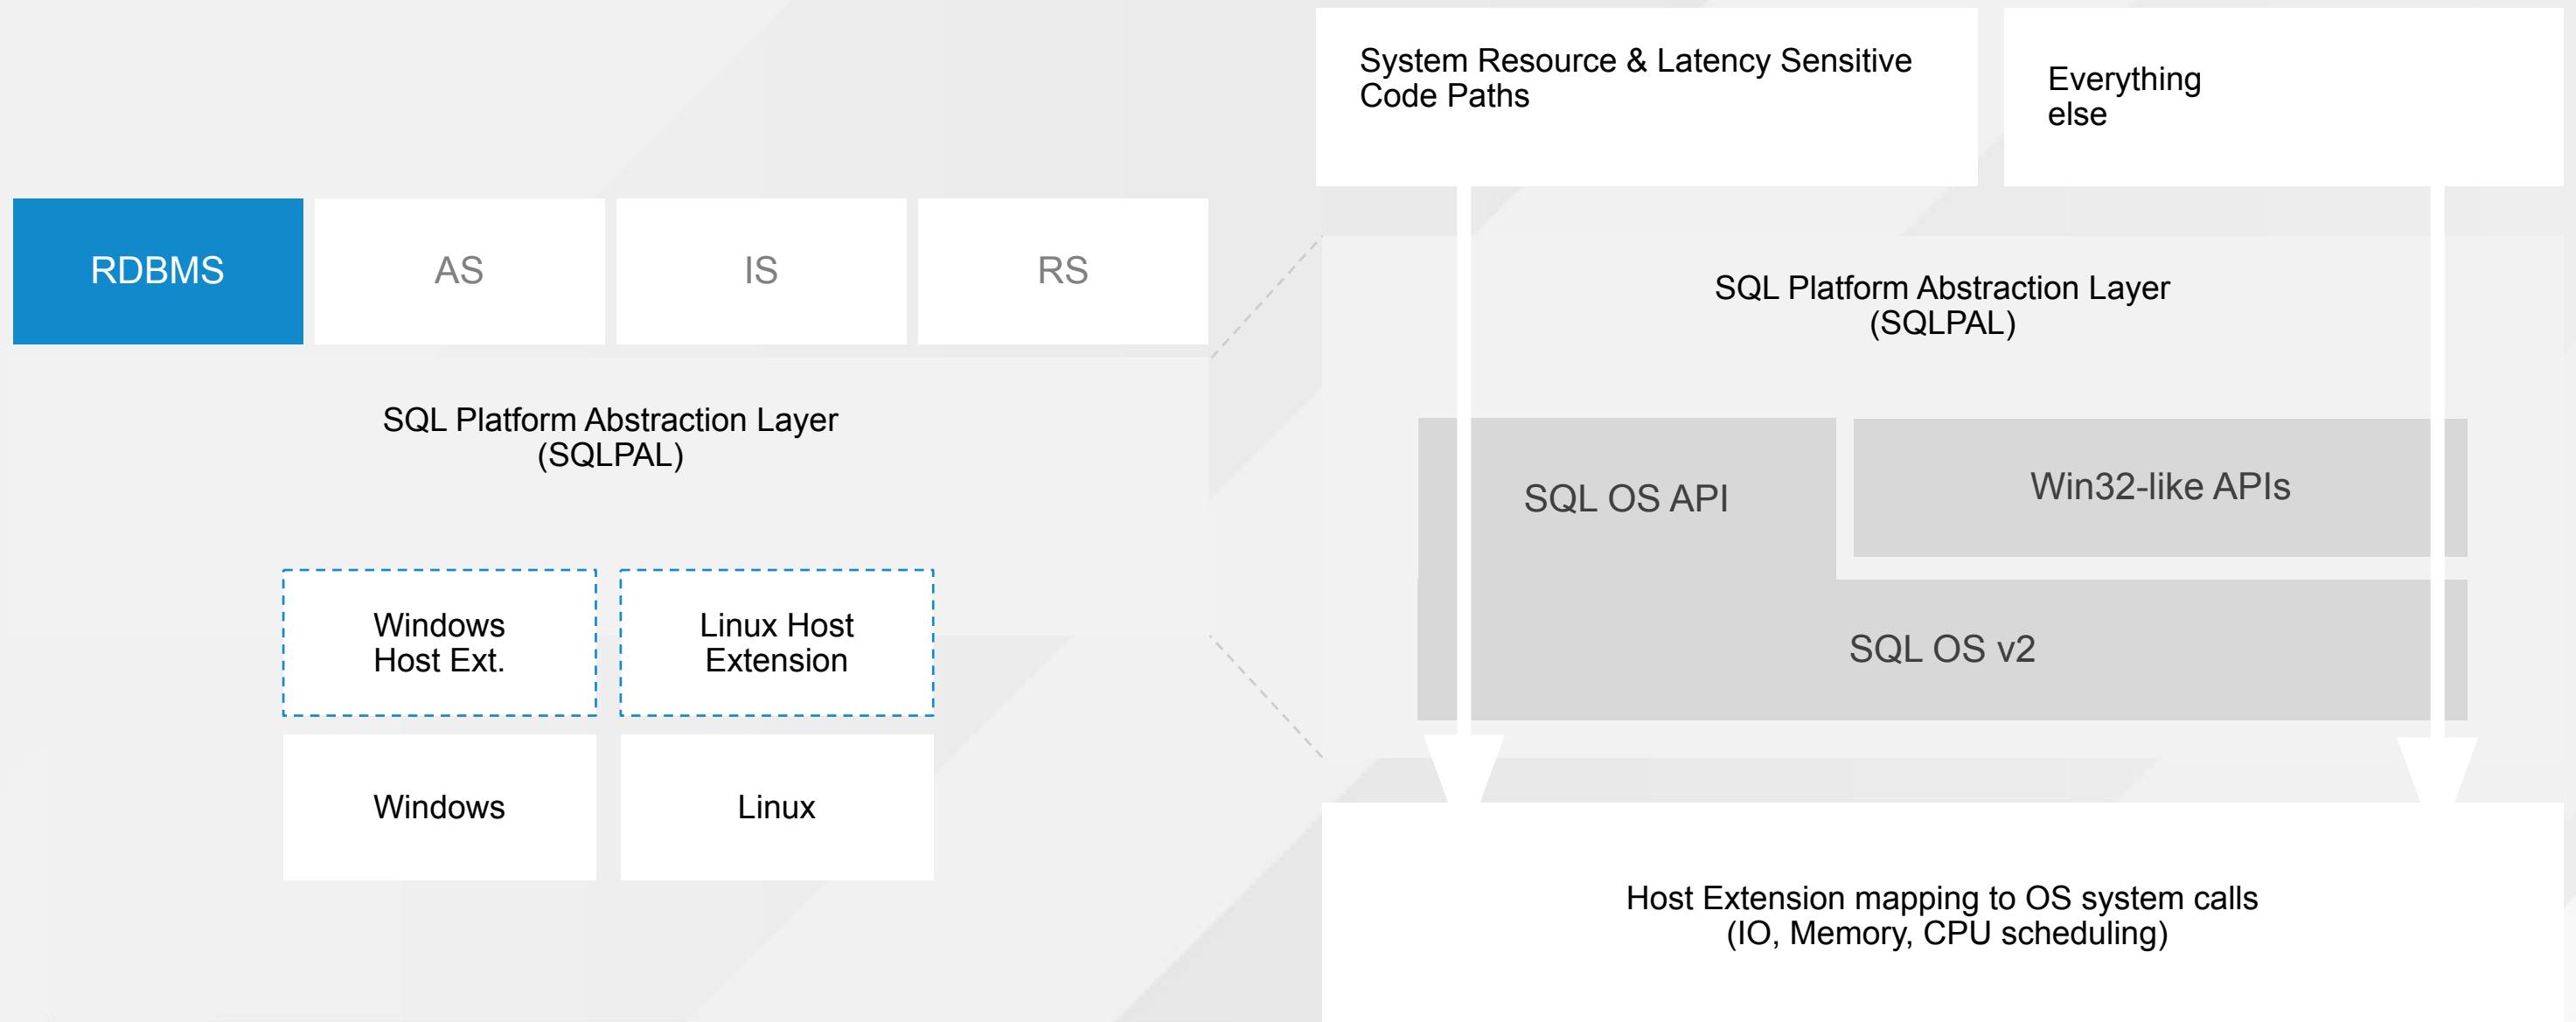 System Resource & Latency Sensitive
Code Paths
Everything
else
RDBMS
AS
IS
RS
SQL Platform Abstraction Layer
(SQLPAL)
SQL Platform Abstraction Layer
(SQLPAL)
SQL OS API
Win32-like APIs
SQL OS v2
Windows
Host Ext.
Linux Host
Extension
Windows
Linux
Host Extension mapping to OS system calls
(IO, Memory, CPU scheduling)